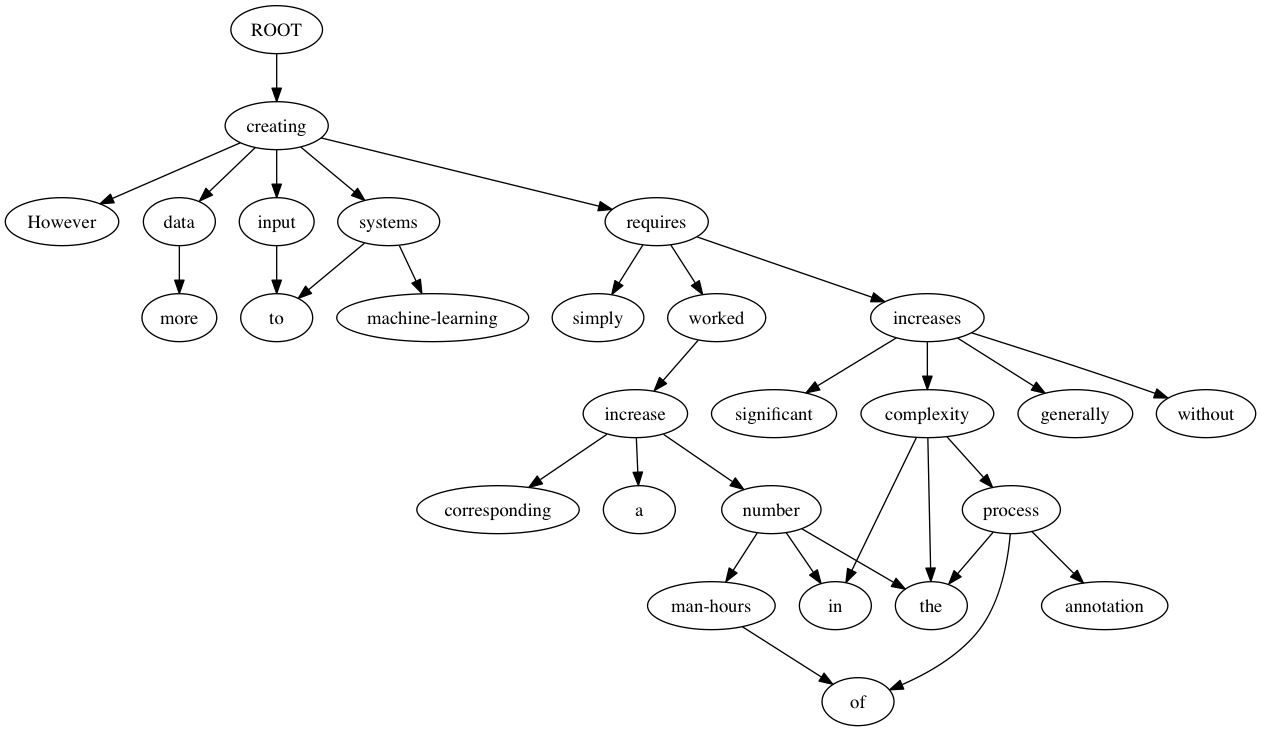 ROOT
creating
However data input systems requires
more to machine-learning simply worked increases
increase significant complexity generally without
corresponding a number process
man-hours in the annotation
of